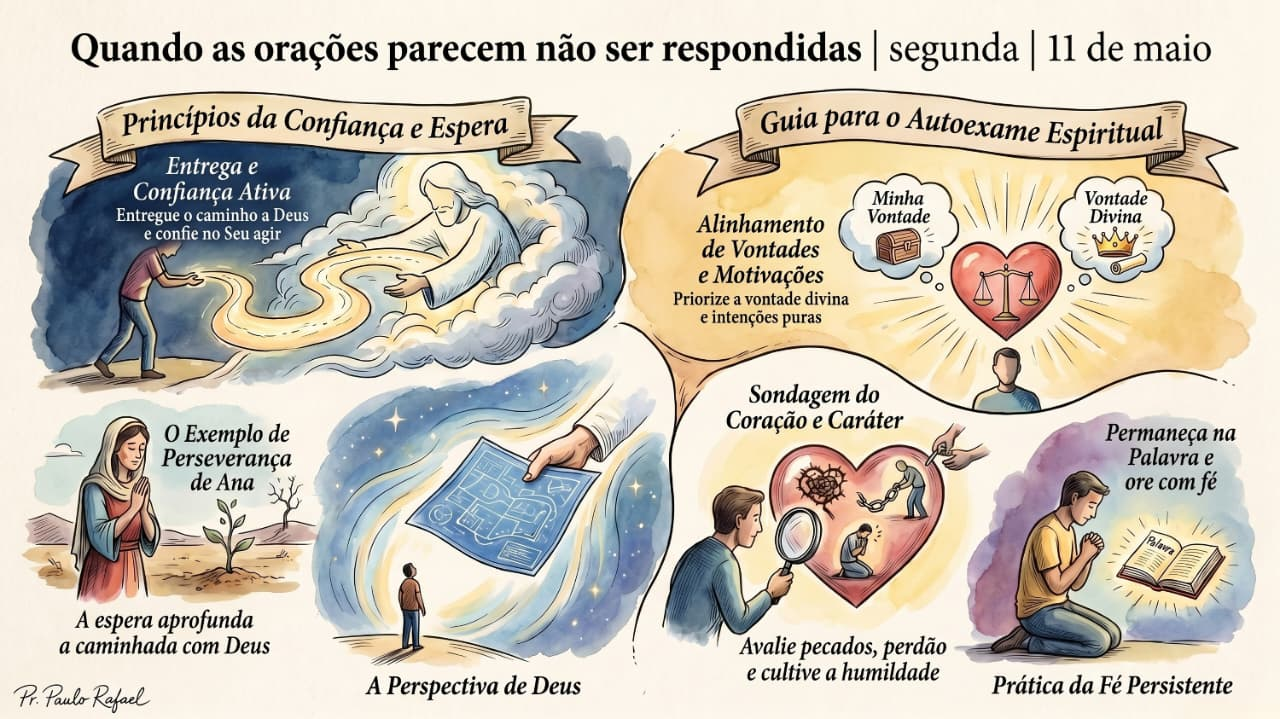 Quando as orações parecem não ser respondidas | segunda | 11 de maio
Princípios da Confiança e Espera
Entrega e
Confiança Ativa
Entregue o caminho a Deus
e confie no Seu agir
O Exemplo de
Perseverança
de Ana
A espera aprofunda
a caminhada com Deus
A Perspectiva de Deus
Guia para o Autoexame Espiritual
Alinhamento
de Vontades
e Motivações
Priorize a vontade divina
e intenções puras
Minha
Vontade
Vontade
Divina
Sondagem do
Coração e Caráter
Avalie pecados, perdão
e cultive a humildade
Permaneça na
Palavra e
ore com fé
Palavra
Prática da Fé Persistente
Pr. Paulo Rafael